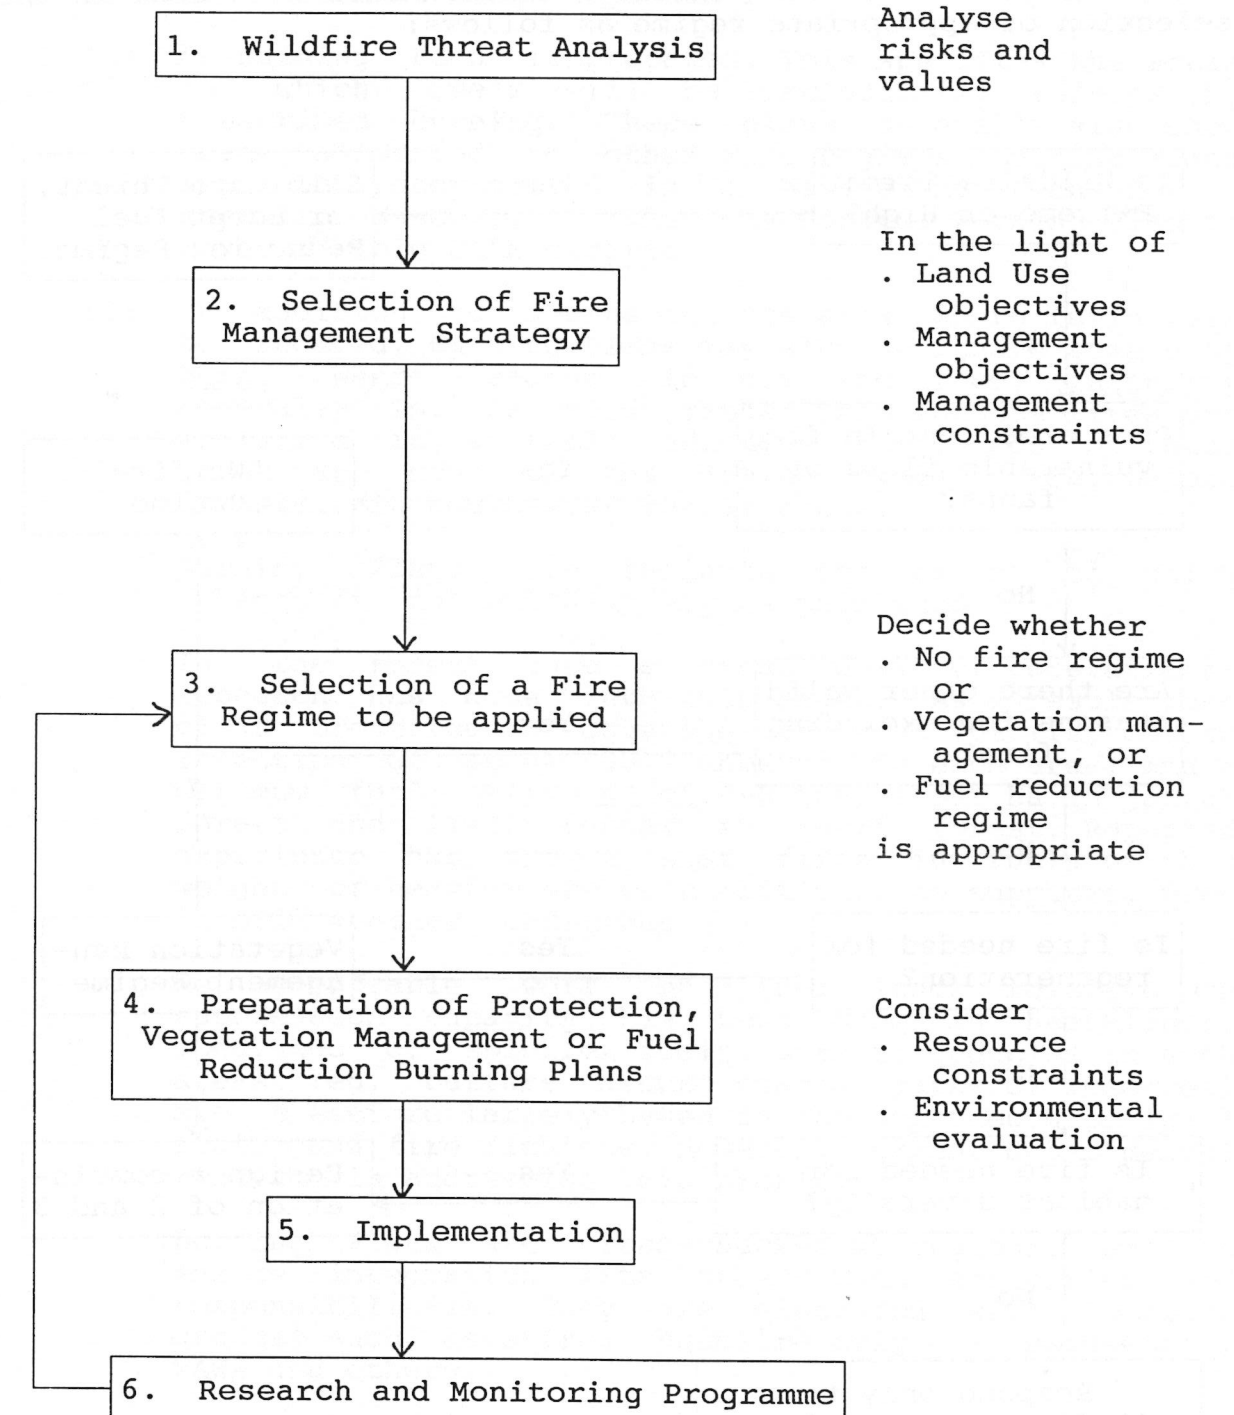 1. Wildfire Threat Analysis
Analyse
risks and
values
2. Selection of Fire
Management Strategy
In the light of
. Land Use
objectives
. Management
objectives
. Management
constraints
3. Selection of a Fire
Regime to be applied
Decide whether
. No fire regime
or
. Vegetation man-
agement, or
. Fuel reduction
regime
is appropriate
4. Preparation of Protection,
Vegetation Management or Fuel
Reduction Burning Plans
Consider
. Resource
constraints
. Environmental
evaluation
5. Implementation
6. Research and Monitoring Programme